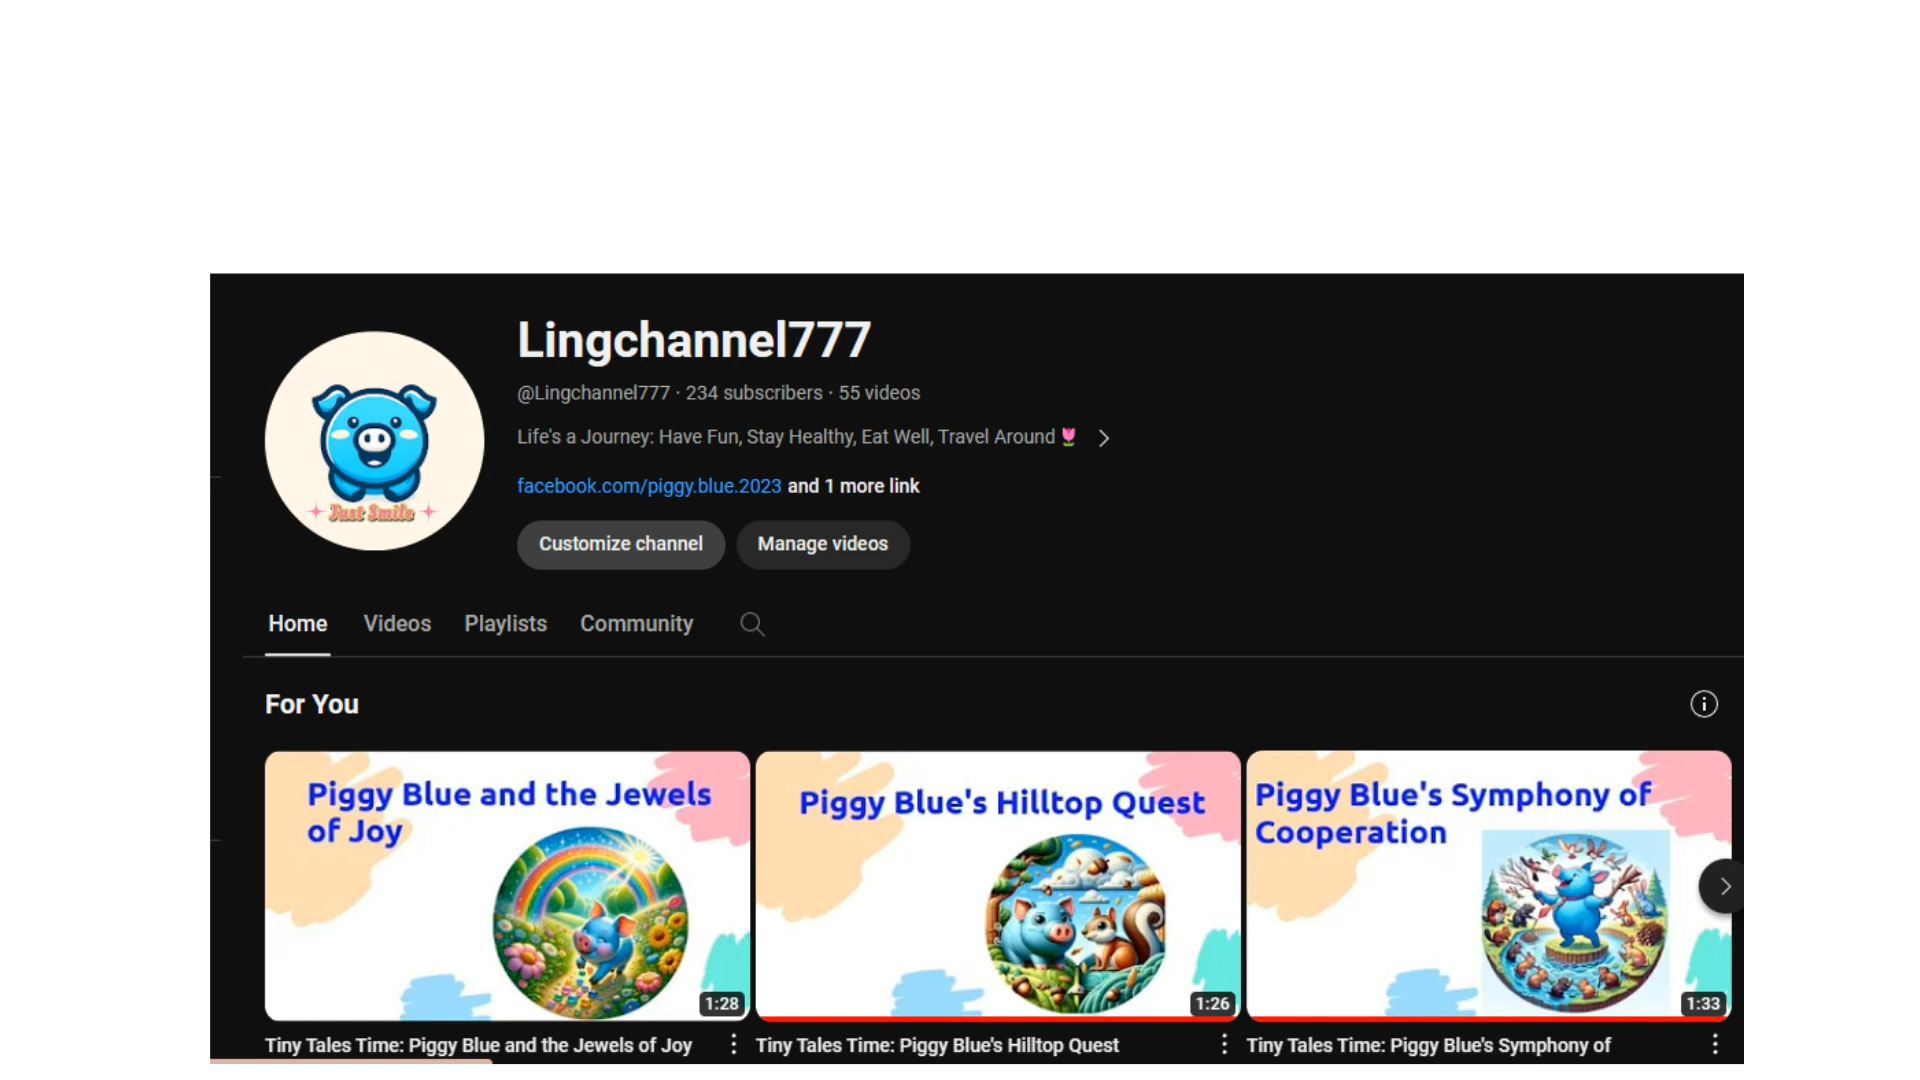 Lingchannel777
@Lingchannel777 · 234 subscribers · 55 videos
Life's a Journey: Have Fun, Stay Healthy, Eat Well, Travel Around🌷
facebook.com/piggy.blue.2023 and 1 more link
Just Smile
Customize channel
Manage videos
Home
Videos
Playlists
Community
For You
Piggy Blue and the Jewels
of Joy
1:28
Piggy Blue's Hilltop Quest
1:26
Piggy Blue's Symphony of
Cooperation
1:33
Tiny Tales Time: Piggy Blue and the Jewels of Joy
Tiny Tales Time: Piggy Blue's Hilltop Quest
Tiny Tales Time: Piggy Blue's Symphony of